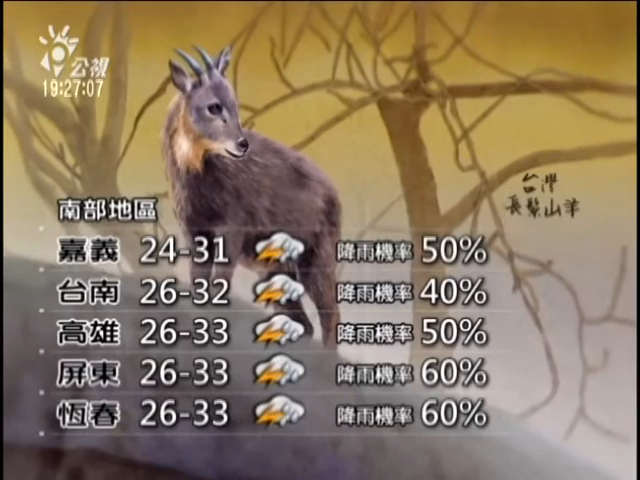 公視
19:27:07
台灣
長鬃山羊
南部地區
嘉義 24-31 降雨機率 50%
台南 26-32 降雨機率 40%
高雄 26-33 降雨機率 50%
屏東 26-33 降雨機率 60%
恆春 26-33 降雨機率 60%